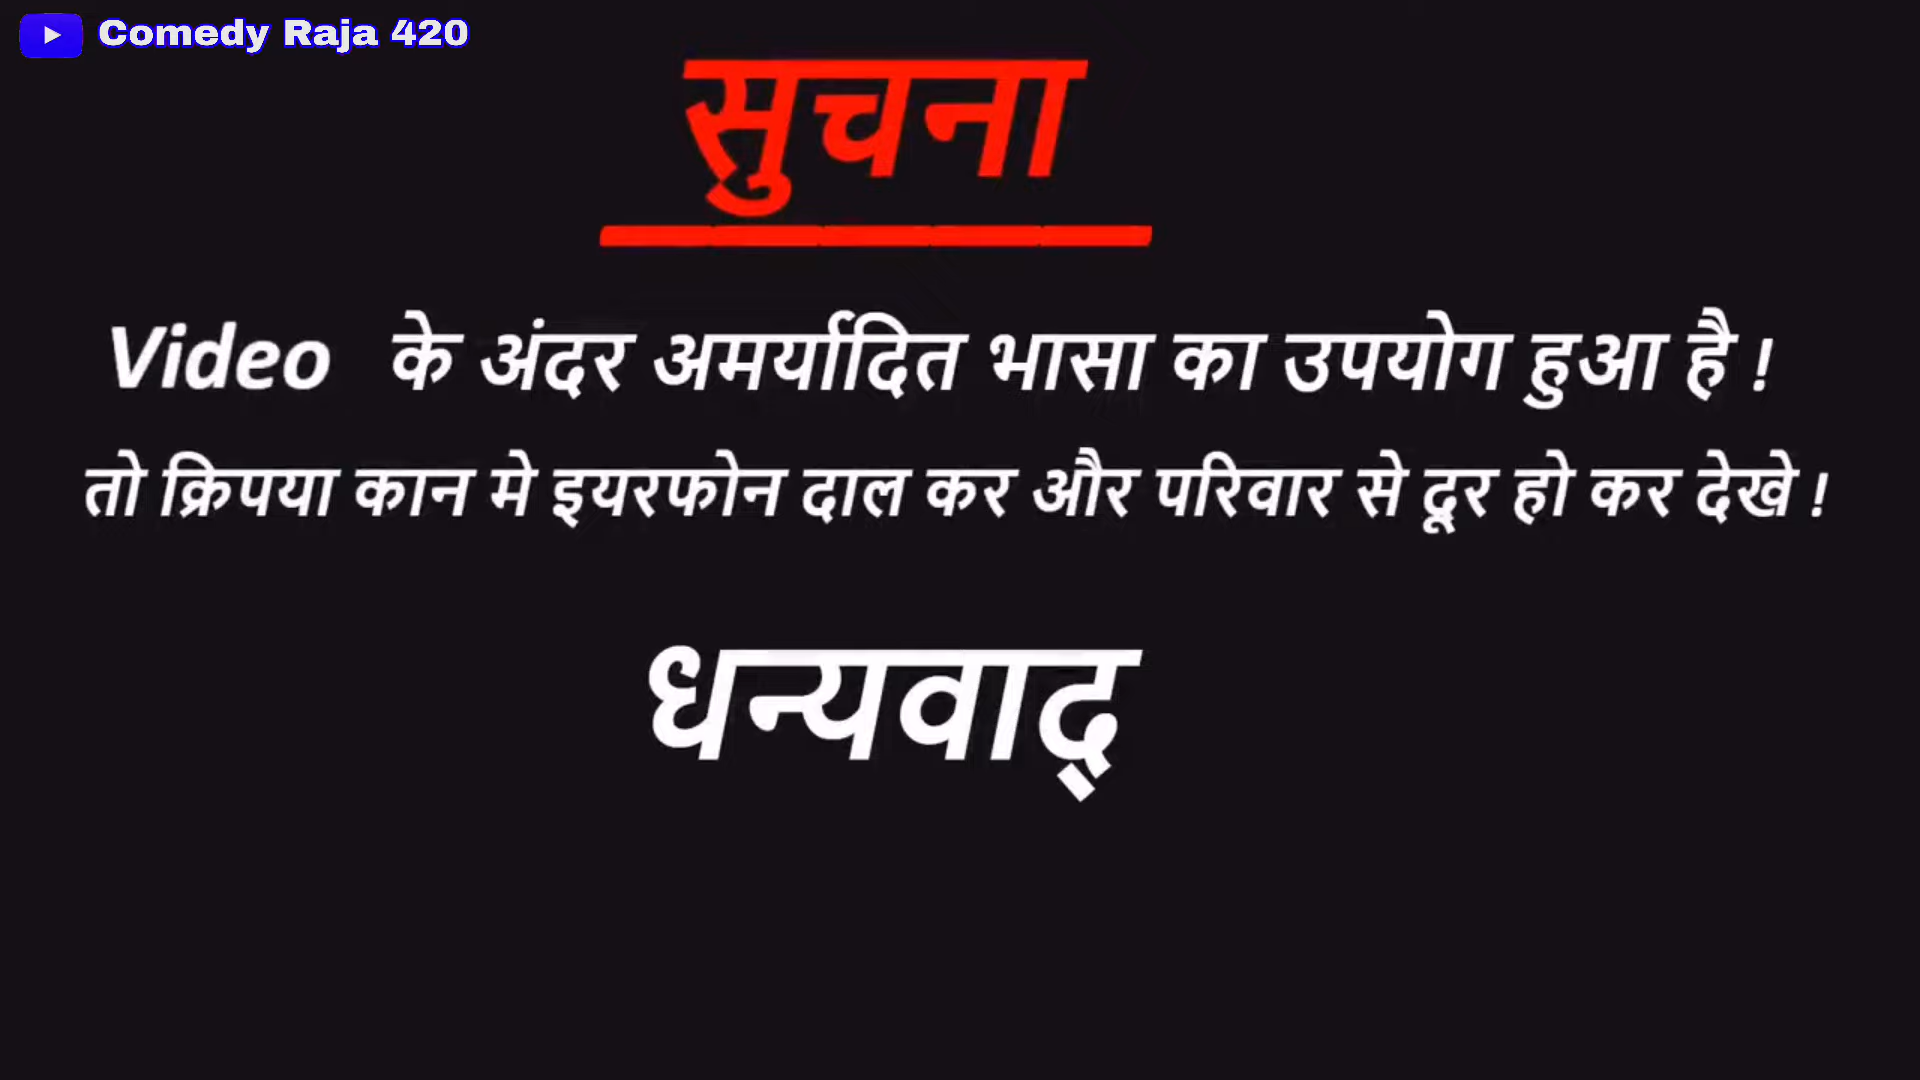 Comedy Raja 420
सुचना
Video के अंदर अमर्यादित भासा का उपयोग हुआ है !
तो क्रिपया कान मे इयरफोन दाल कर और परिवार से दूर हो कर देखे !
धन्यवाद्